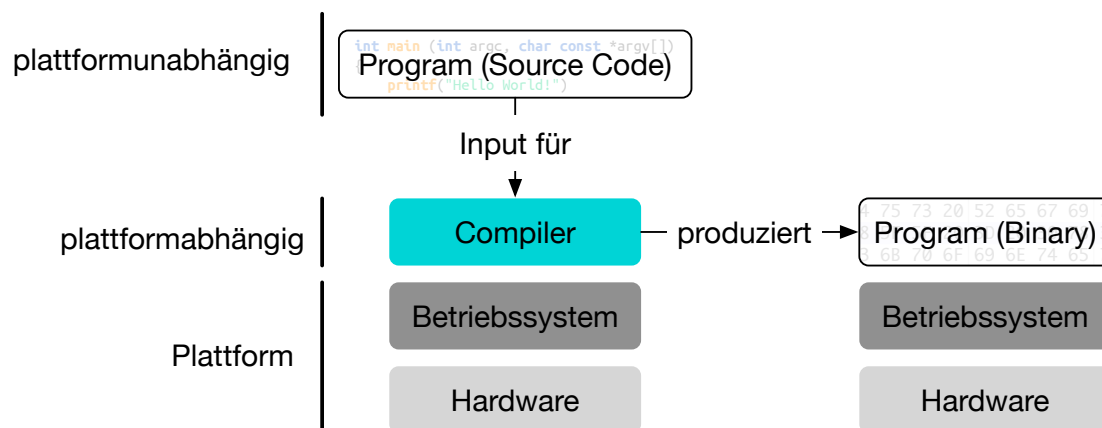 plattformunabhängig
int main (int argc, char const *argv[])
{
Program (Source Code)
printf("Hello World!")
Input für
plattformabhängig
Compiler
produziert
75 73 20 52 65 67 69
Program (Binary)
6B 70 6F 69 6E 74 65
Plattform
Betriebssystem
Betriebssystem
Hardware
Hardware